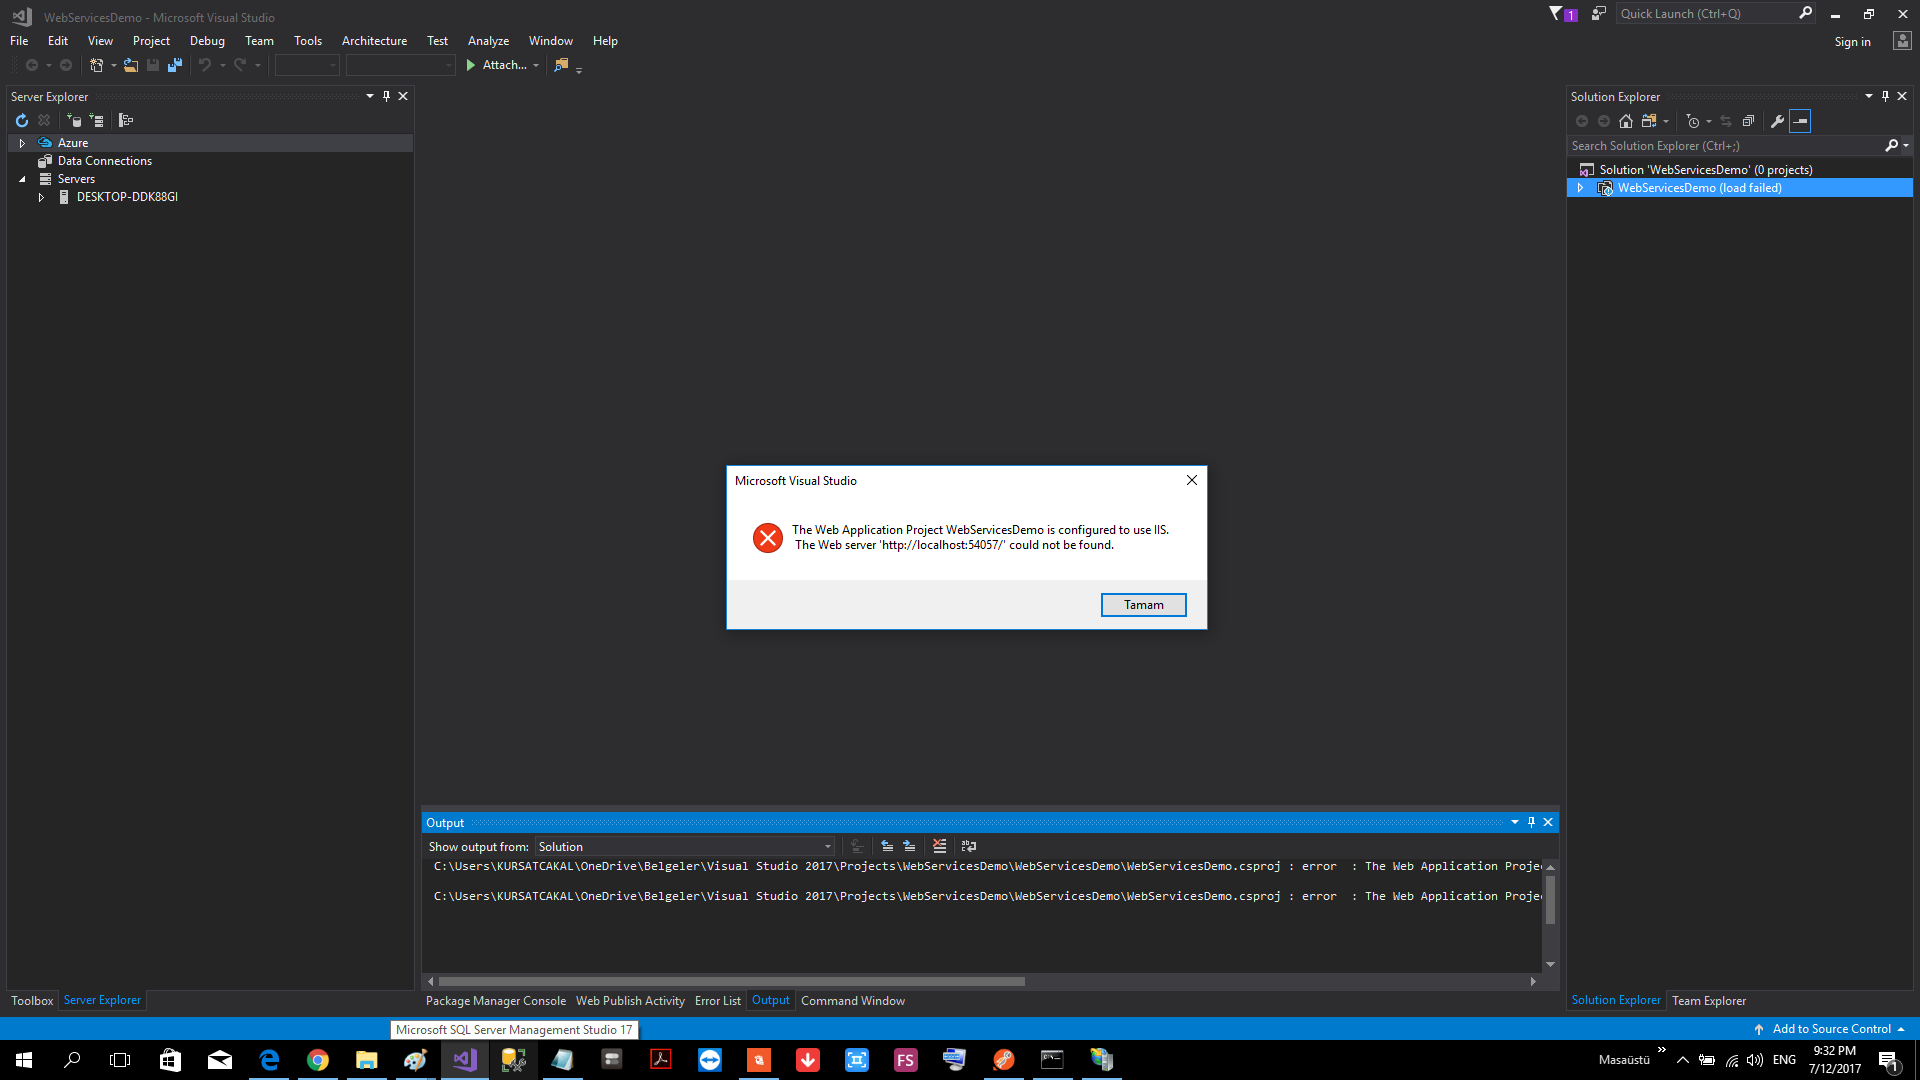 WebServicesDemo - Microsoft Visual Studio
1
Quick Launch (Ctrl+Q)
File Edit View Project Debug Team Tools Architecture Test Analyze Window Help
Sign in
Attach...
Server Explorer
Azure
Data Connections
Servers
DESKTOP-DDK88GI
Solution Explorer
Search Solution Explorer (Ctrl+;)
Solution 'WebServicesDemo' (0 projects)
WebServicesDemo (load failed)
Microsoft Visual Studio
The Web Application Project WebServicesDemo is configured to use IIS.
The Web server 'http://localhost:54057/' could not be found.
Tamam
Output
Show output from: Solution
C:\Users\KURSATCAKAL\OneDrive\Belgeler\Visual Studio 2017\Projects\WebServicesDemo\WebServicesDemo\WebServicesDemo.csproj : error  : The Web Application Proje
C:\Users\KURSATCAKAL\OneDrive\Belgeler\Visual Studio 2017\Projects\WebServicesDemo\WebServicesDemo\WebServicesDemo.csproj : error  : The Web Application Proje
Toolbox Server Explorer
Package Manager Console Web Publish Activity Error List Output Command Window
Solution Explorer Team Explorer
Microsoft SQL Server Management Studio 17
Add to Source Control
FS
Masaüstü
ENG
9:32 PM
7/12/2017
1